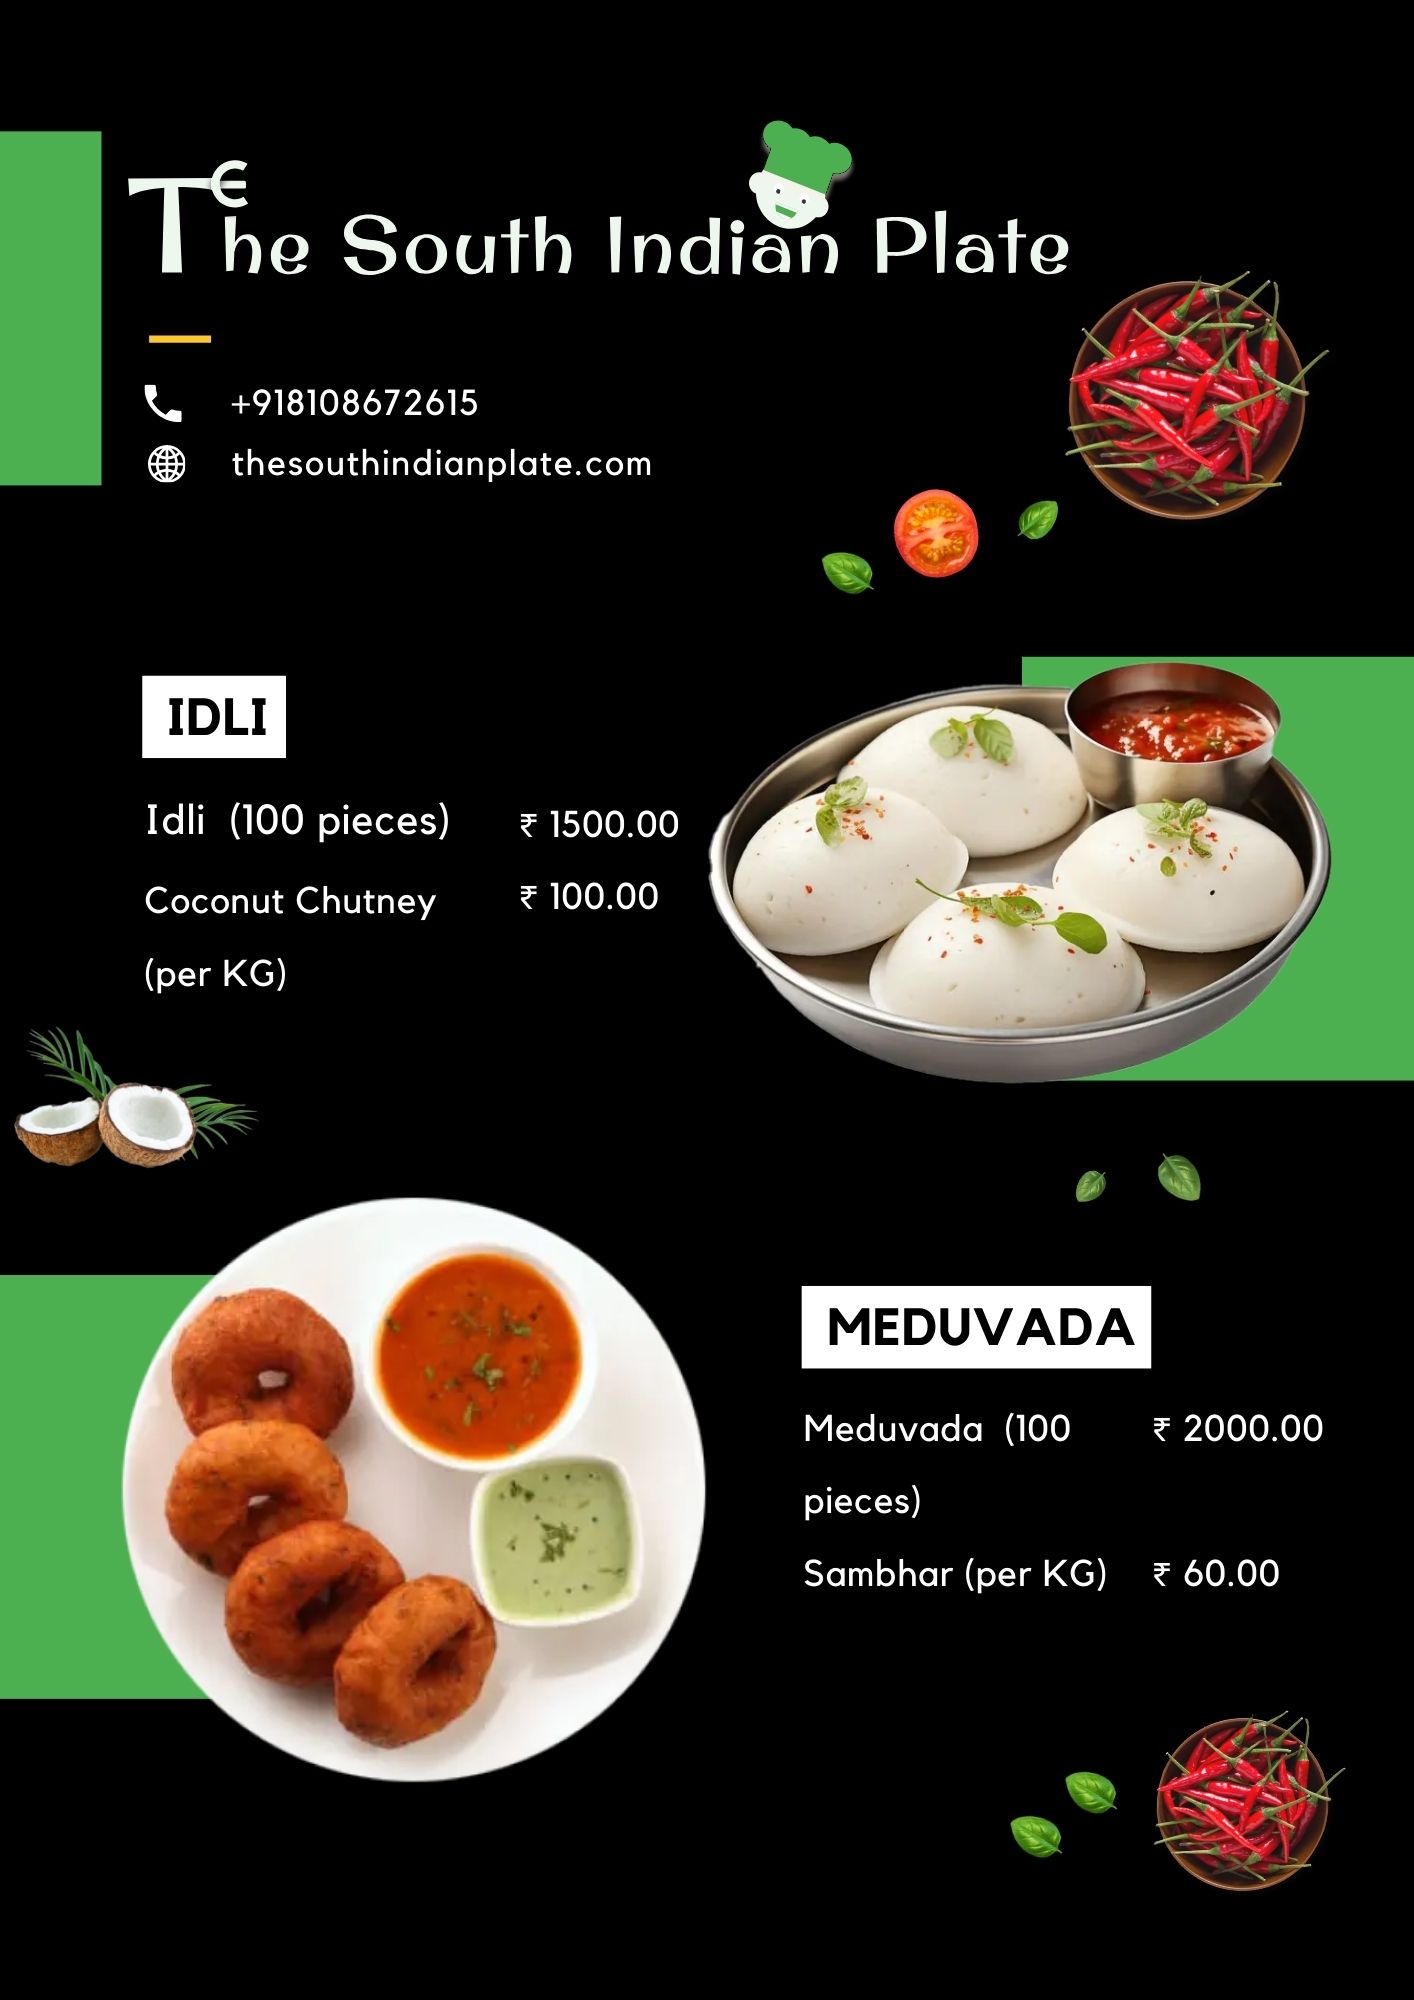 The South Indian Plate
+918108672615
thesouthindianplate.com
IDLI
Idli (100 pieces) ₹ 1500.00
Coconut Chutney ₹ 100.00
(per KG)
MEDUVADA
Meduvada (100 ₹ 2000.00
pieces)
Sambhar (per KG) ₹ 60.00